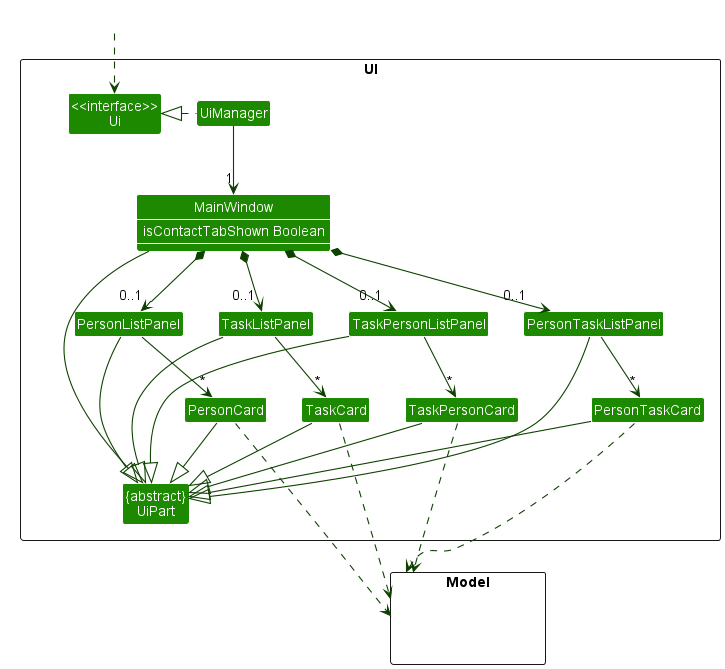 UI
<<interface>>
Ui
UiManager
1
MainWindow
isContactTabShown Boolean
0..1
0..1
0..1
0..1
PersonListPanel
TaskListPanel
TaskPersonListPanel
PersonTaskListPanel
*
*
*
*
PersonCard
TaskCard
TaskPersonCard
PersonTaskCard
{abstract}
UiPart
Model